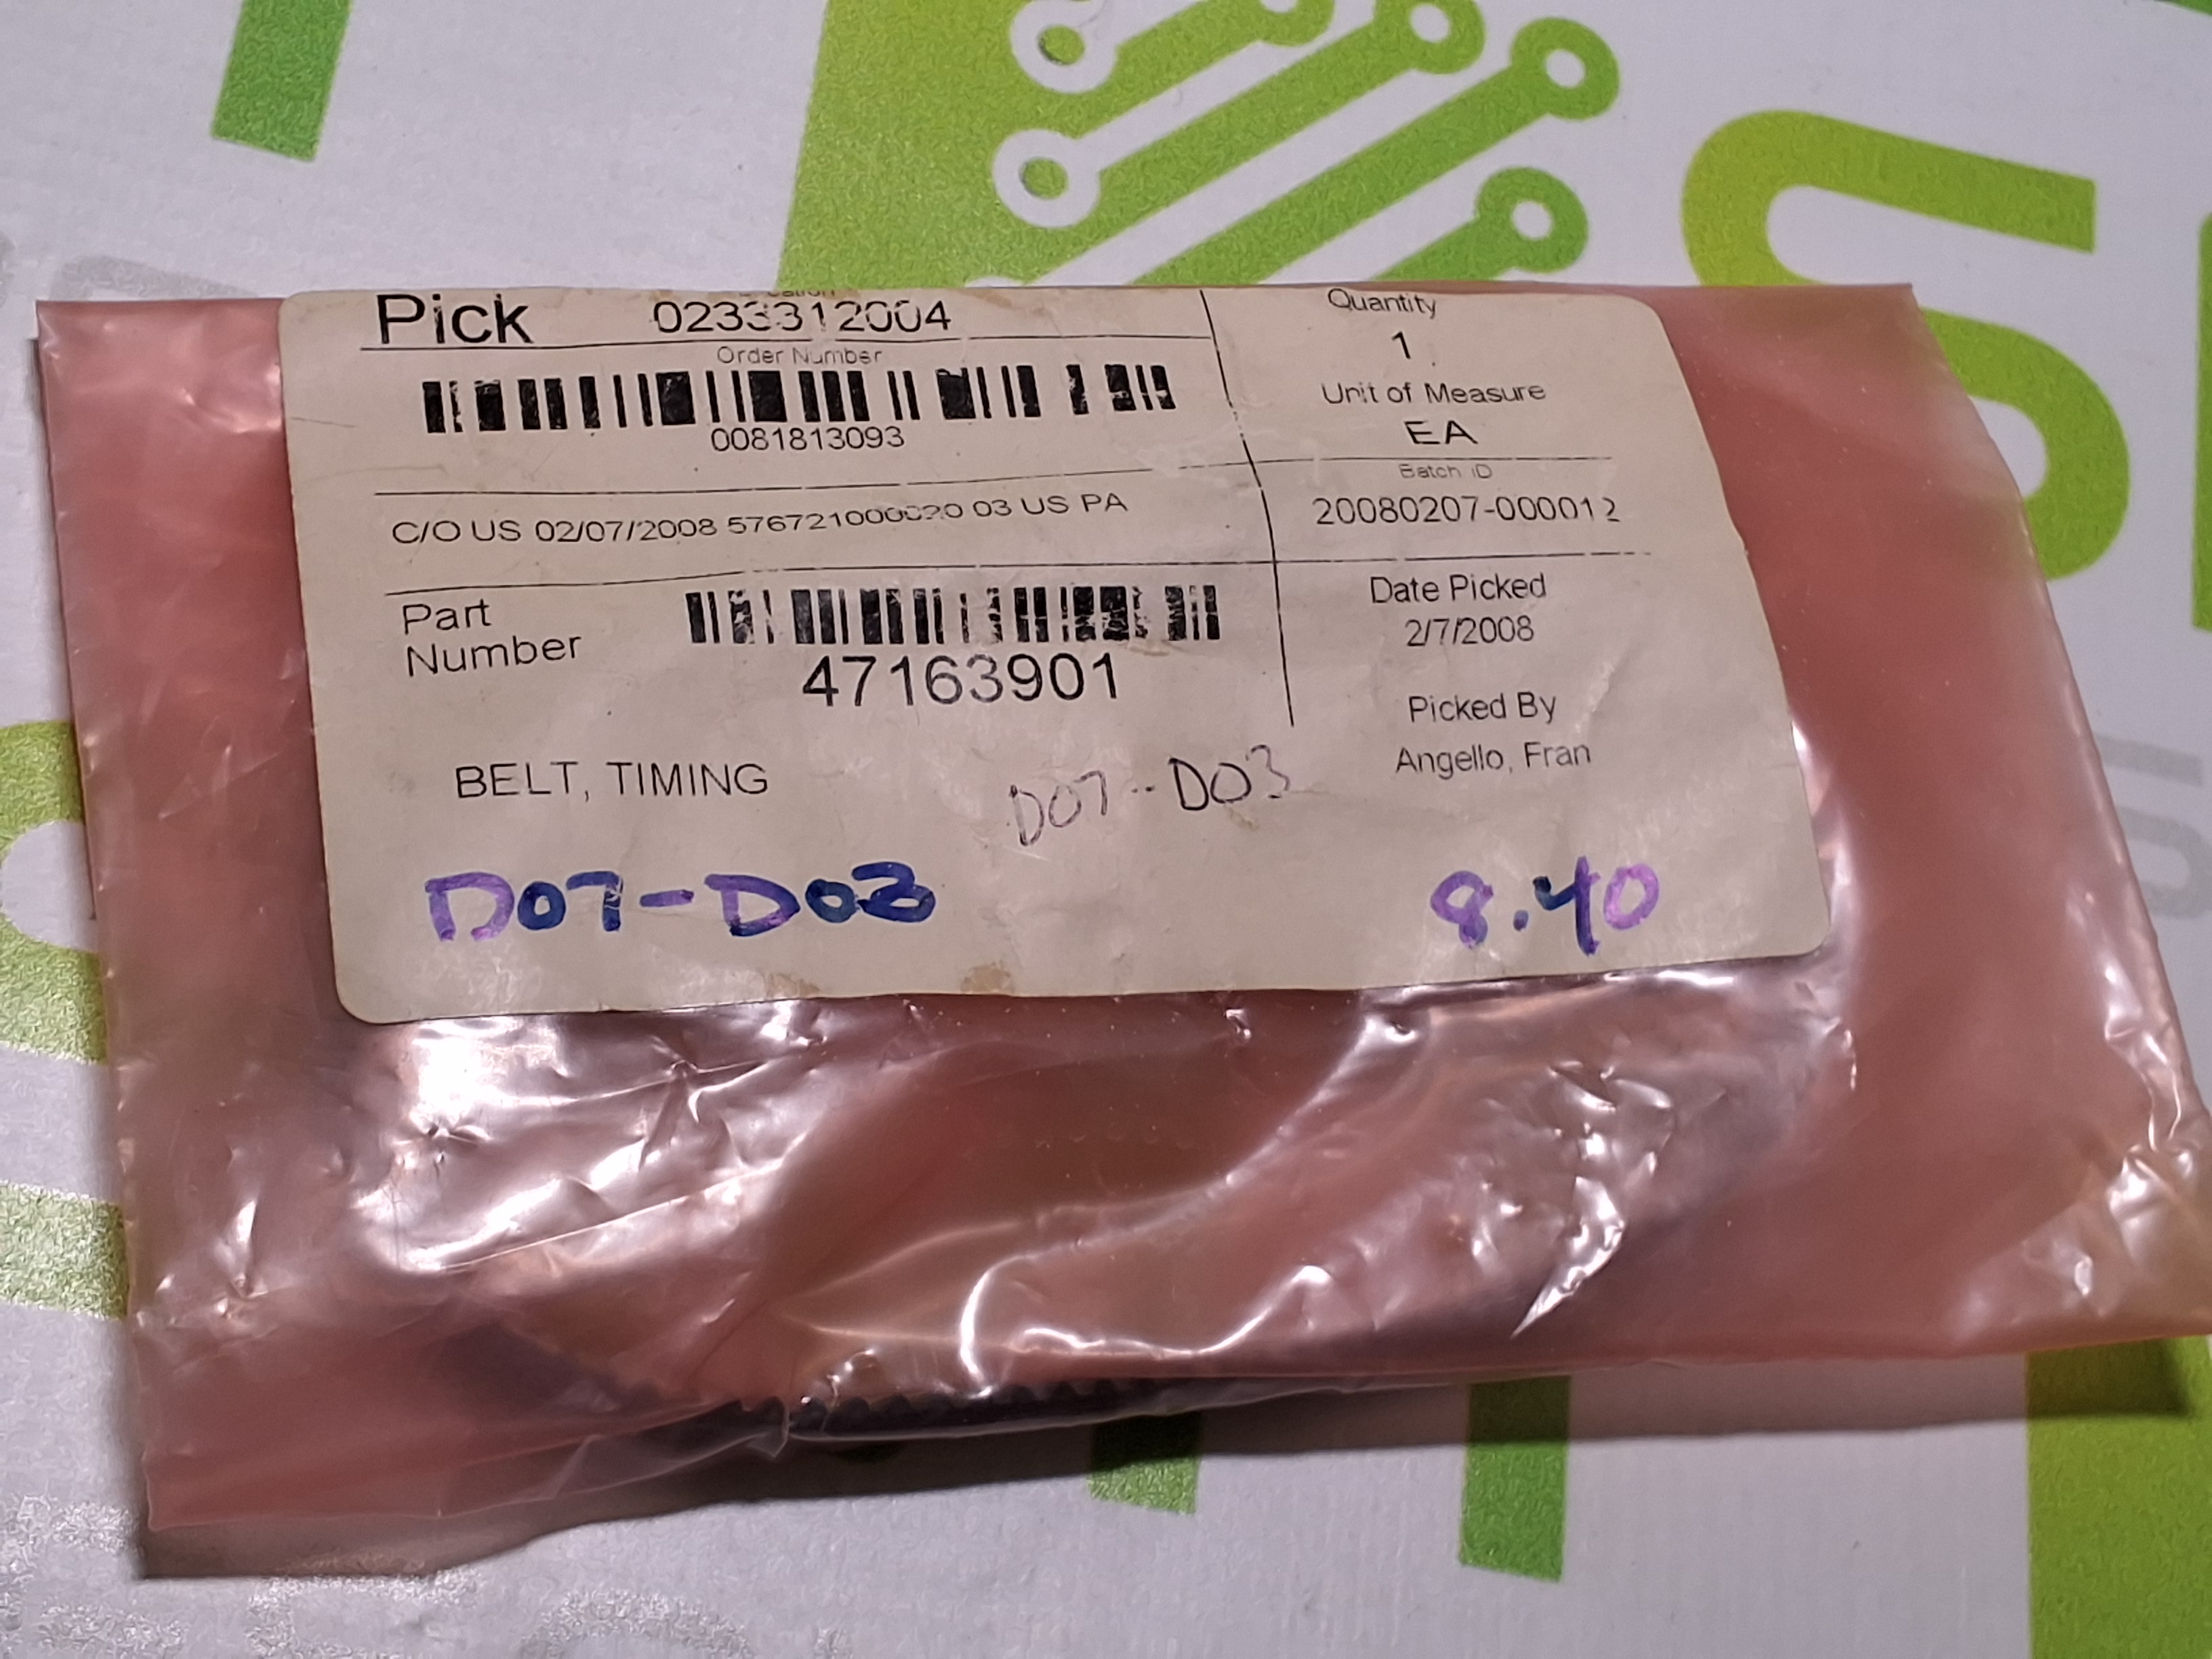 Pick 0233312004
Order Number
0081813093
Quantity
1
Unit of Measure
EA
Batch ID
20080207-000012
C/O US 02/07/2008 576721000020 03 US PA
Part
Number
47163901
Date Picked
2/7/2008
Picked By
Angello, Fran
BELT, TIMING
D07-D03
D07-D03
8.40